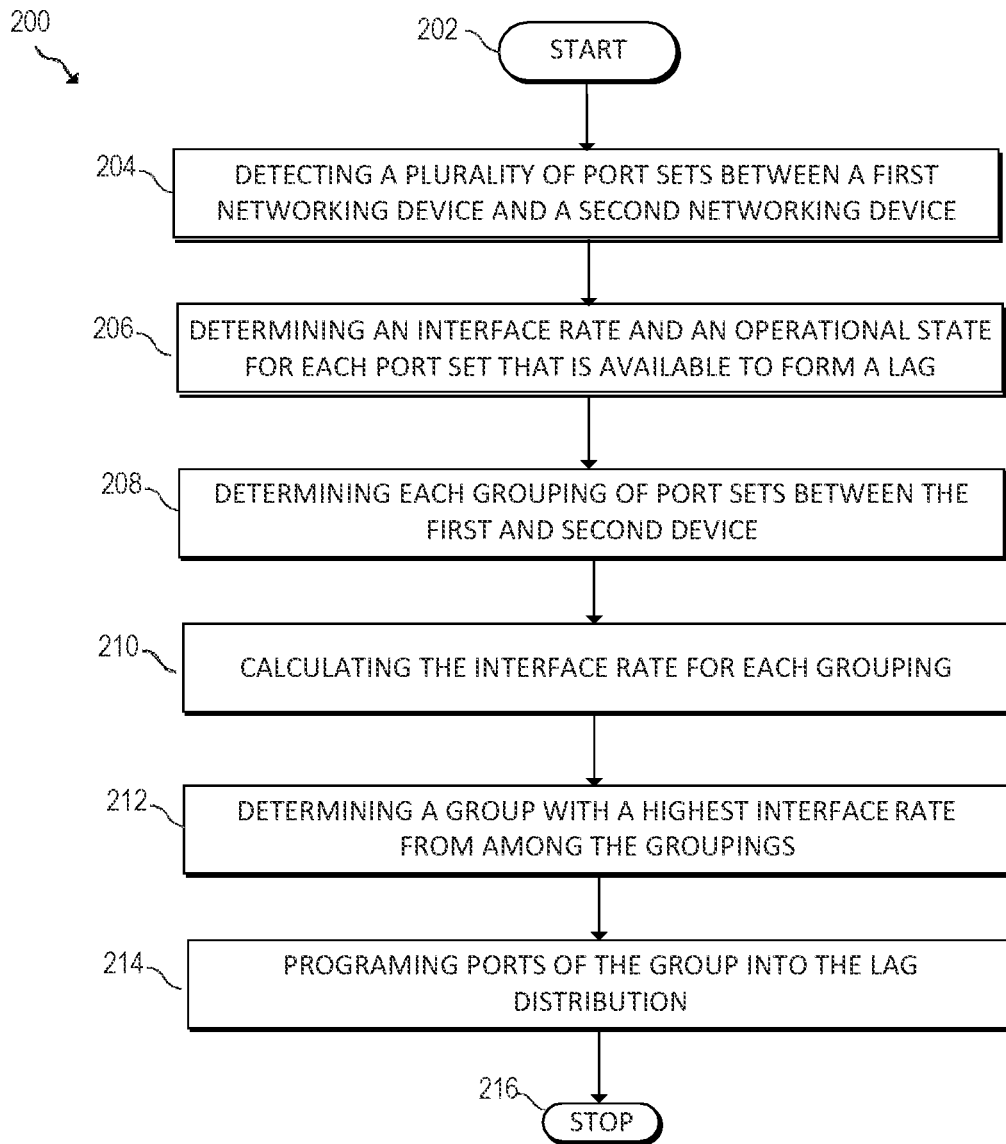 200
202
START
204
DETECTING A PLURALITY OF PORT SETS BETWEEN A FIRST
NETWORKING DEVICE AND A SECOND NETWORKING DEVICE
206
DETERMINING AN INTERFACE RATE AND AN OPERATIONAL STATE
FOR EACH PORT SET THAT IS AVAILABLE TO FORM A LAG
208
DETERMINING EACH GROUPING OF PORT SETS BETWEEN THE
FIRST AND SECOND DEVICE
210
CALCULATING THE INTERFACE RATE FOR EACH GROUPING
212
DETERMINING A GROUP WITH A HIGHEST INTERFACE RATE
FROM AMONG THE GROUPINGS
214
PROGRAMING PORTS OF THE GROUP INTO THE LAG
DISTRIBUTION
216
STOP